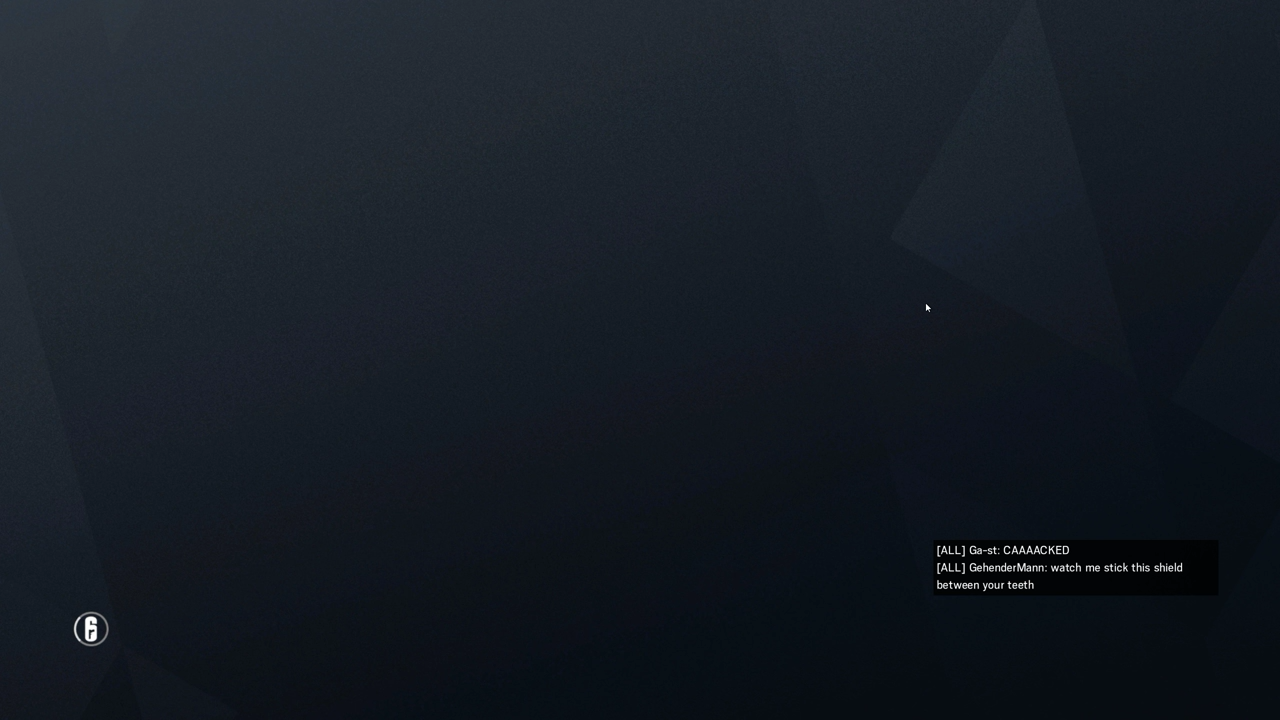 [ALL] Ga-st: CAAAACKED
[ALL] GehenderMann: watch me stick this shield
between your teeth